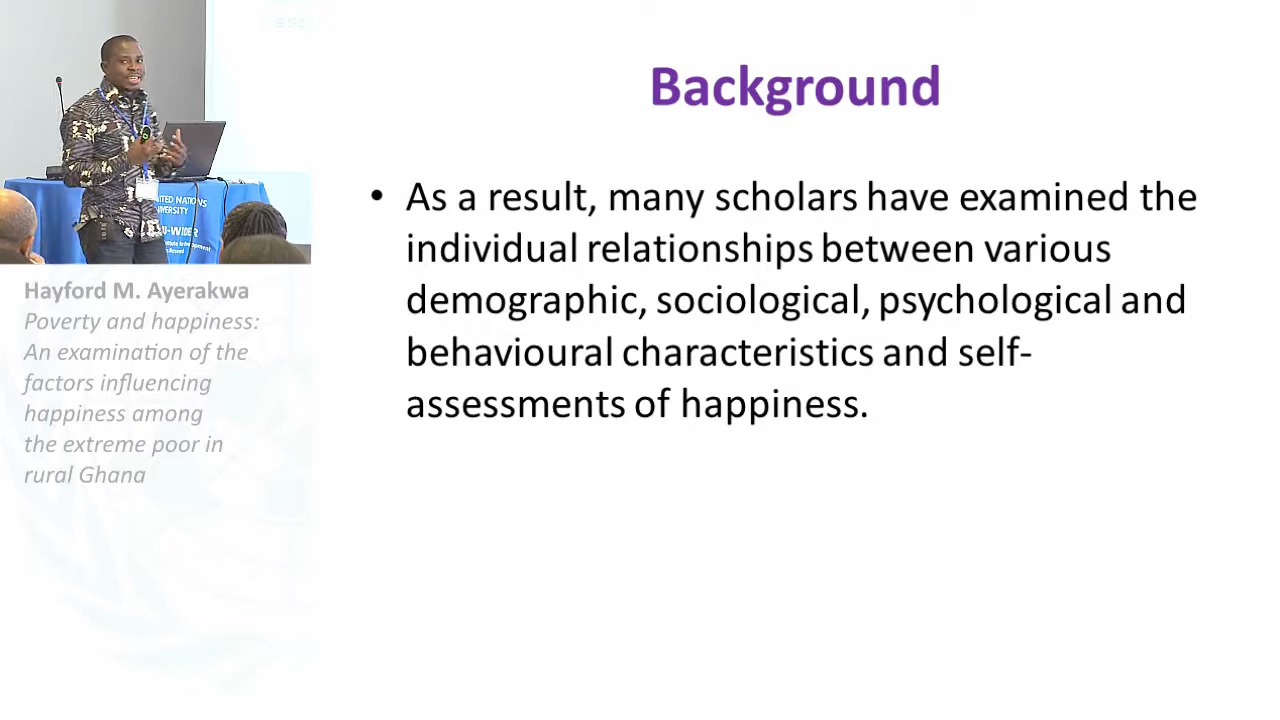 Background
• As a result, many scholars have examined the
individual relationships between various
demographic, sociological, psychological and
behavioural characteristics and self-
assessments of happiness.
UNITED NATIONS
UNIVERSITY
Hayford M. Ayerakwa
Poverty and happiness:
An examination of the
factors influencing
happiness among
the extreme poor in
rural Ghana